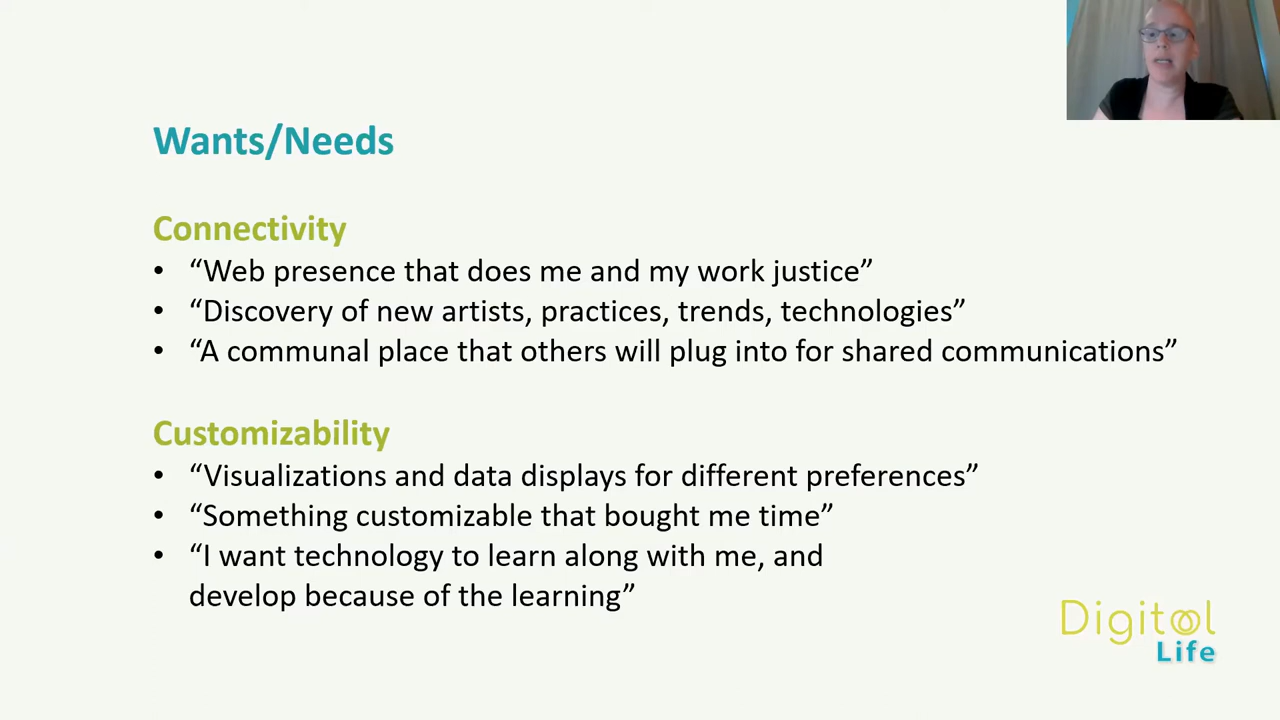 Wants/Needs
Connectivity
• “Web presence that does me and my work justice”
• “Discovery of new artists, practices, trends, technologies”
• “A communal place that others will plug into for shared communications”
Customizability
• “Visualizations and data displays for different preferences”
• “Something customizable that bought me time”
• “I want technology to learn along with me, and
develop because of the learning”
Digitool
Life